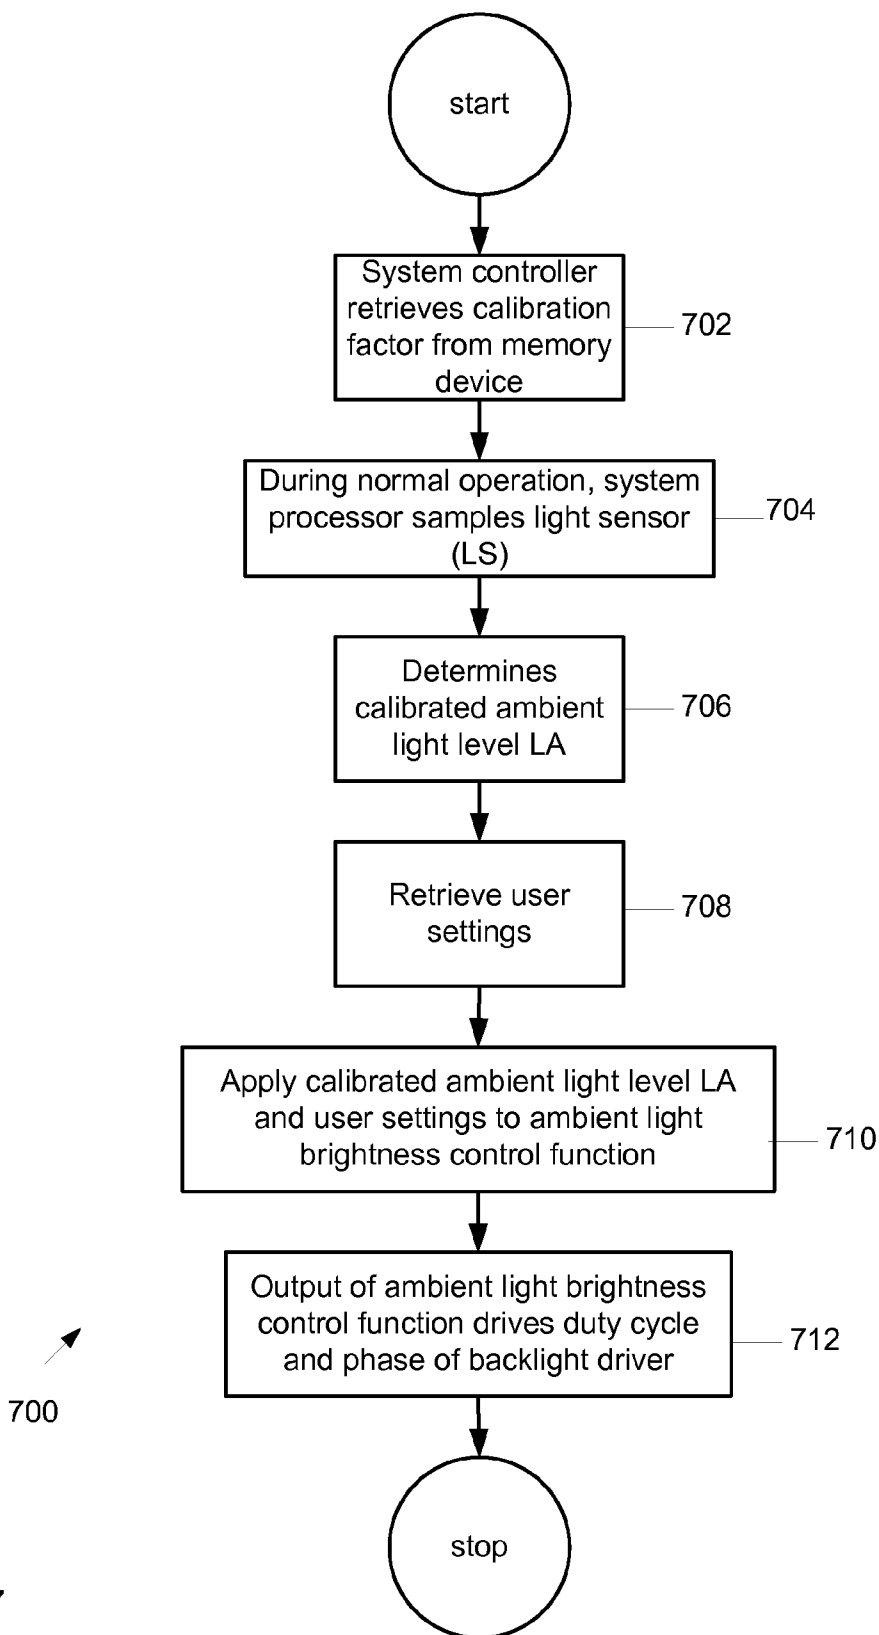 start
System controller
retrieves calibration
factor from memory
device
702
During normal operation, system
processor samples light sensor
(LS)
704
Determines
calibrated ambient
light level LA
706
Retrieve user
settings
708
Apply calibrated ambient light level LA
and user settings to ambient light
brightness control function
710
Output of ambient light brightness
control function drives duty cycle
and phase of backlight driver
712
700
stop